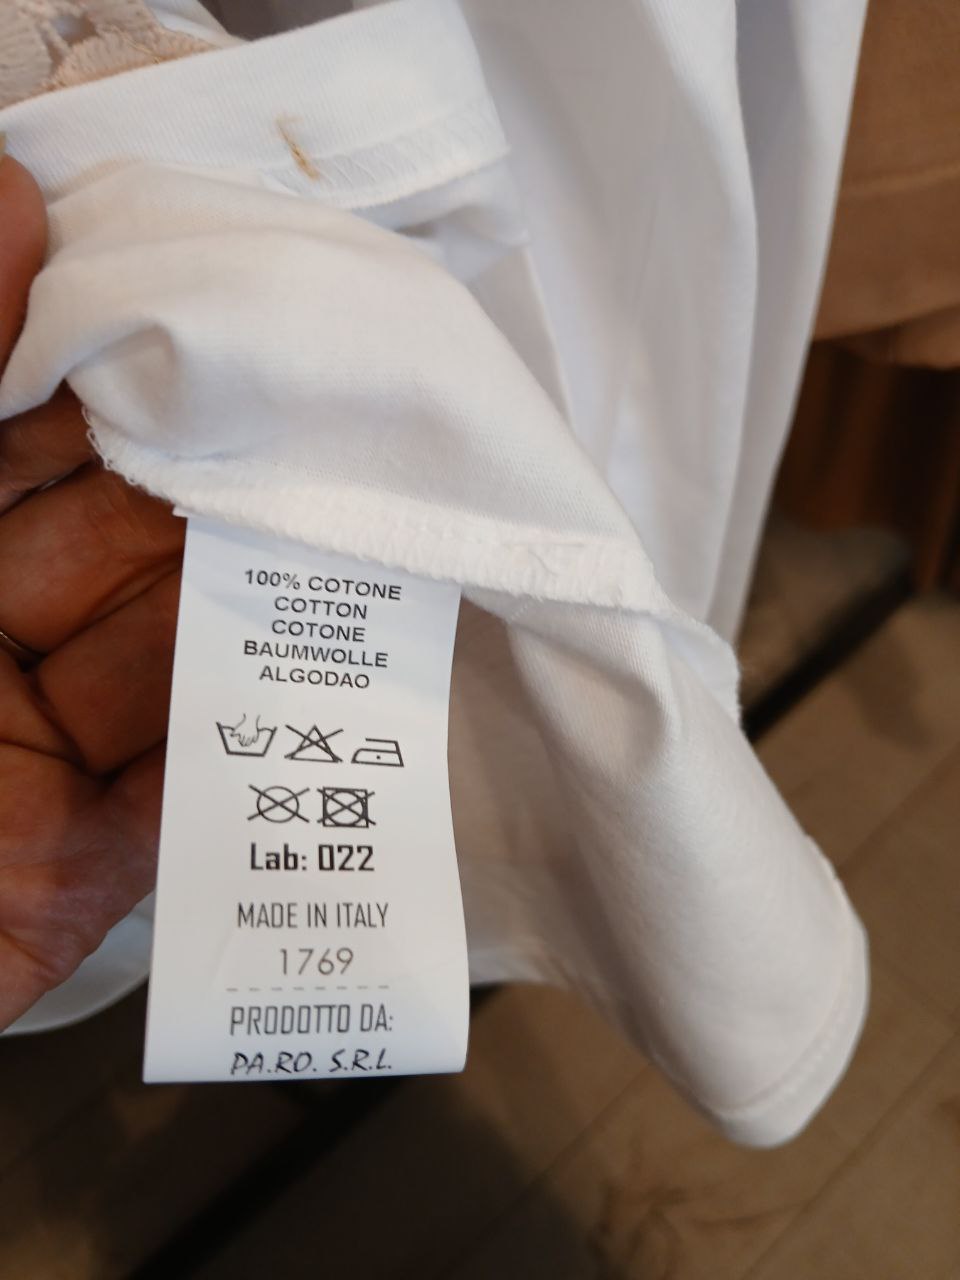 100% COTONE
COTTON
COTONE
BAUMWOLLE
ALGODAO
Lab: 022
MADE IN ITALY
1769
PRODOTTO DA:
PA.RO. S.R.L.